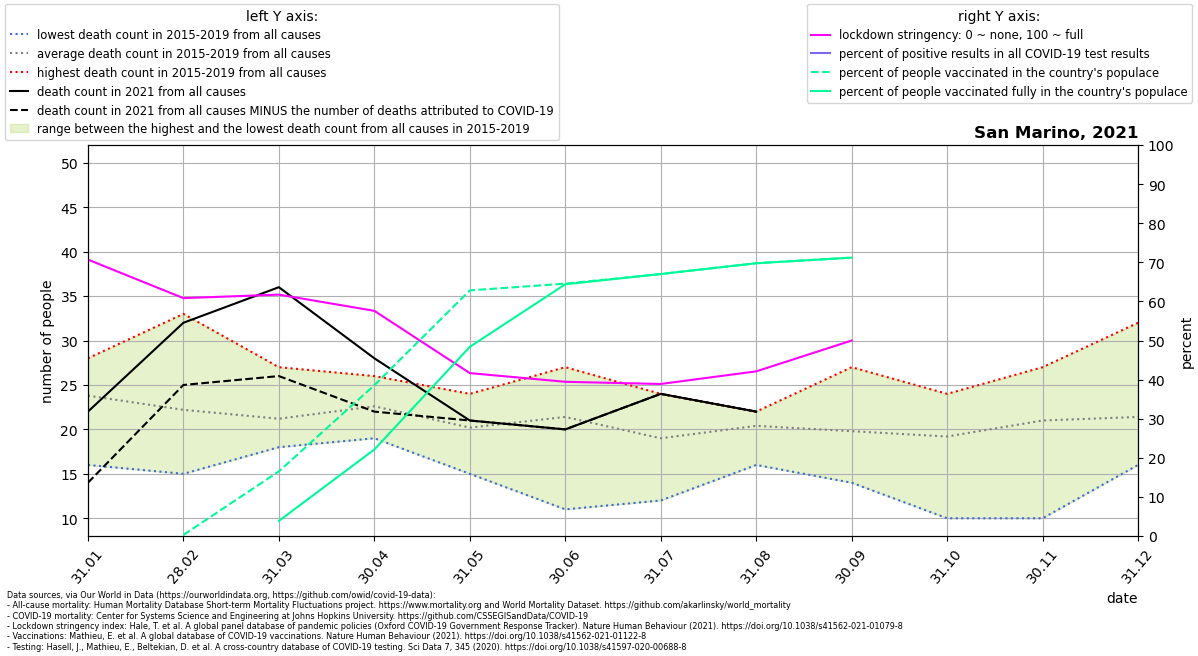 left Y axis:
lowest death count in 2015-2019 from all causes
average death count in 2015-2019 from all causes
highest death count in 2015-2019 from all causes
death count in 2021 from all causes
death count in 2021 from all causes MINUS the number of deaths attributed to COVID-19
range between the highest and the lowest death count from all causes in 2015-2019
right Y axis:
lockdown stringency: 0 ~ none, 100 ~ full
percent of positive results in all COVID-19 test results
percent of people vaccinated in the country's populace
percent of people vaccinated fully in the country's populace
San Marino, 2021
50
45
40
35
30
25
20
15
10
number of people
100
90
80
70
60
50
40
30
20
10
0
percent
31.01
28.02
31.03
30.04
31.05
30.06
31.07
31.08
30.09
31.10
30.11
31.12
date
Data sources, via Our World in Data (https://ourworldindata.org, https://github.com/owid/covid-19-data):
- All-cause mortality: Human Mortality Database Short-term Mortality Fluctuations project. https://www.mortality.org and World Mortality Dataset. https://github.com/akarlinsky/world_mortality
- COVID-19 mortality: Center for Systems Science and Engineering at Johns Hopkins University. https://github.com/CSSEGISandData/COVID-19
- Lockdown stringency index: Hale, T. et al. A global panel database of pandemic policies (Oxford COVID-19 Government Response Tracker). Nature Human Behaviour (2021). https://doi.org/10.1038/s41562-021-01079-8
- Vaccinations: Mathieu, E. et al. A global database of COVID-19 vaccinations. Nature Human Behaviour (2021). https://doi.org/10.1038/s41562-021-01122-8
- Testing: Hasell, J., Mathieu, E., Beltekian, D. et al. A cross-country database of COVID-19 testing. Sci Data 7, 345 (2020). https://doi.org/10.1038/s41597-020-00688-8